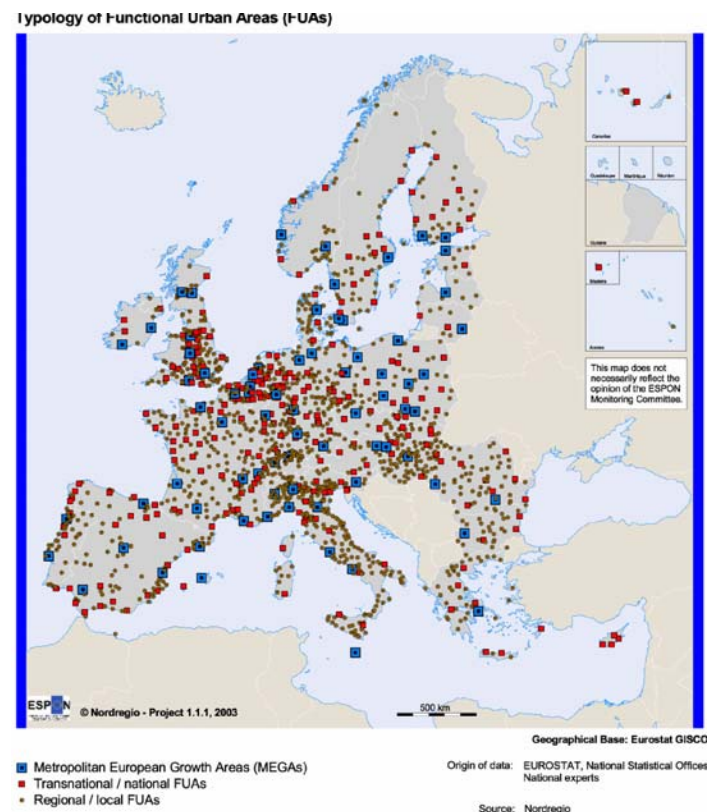 Typology of Functional Urban Areas (FUAs)
Canarias
Guadeloupe Martinique Réunion
Guyane
Madeira
Azores
This map does not
necessarily reflect the
opinion of the ESPON
Monitoring Committee.
ESPON
© Nordregio - Project 1.1.1, 2003
500 km
Geographical Base: Eurostat GISCO
Metropolitan European Growth Areas (MEGAs)
Transnational / national FUAs
Regional / local FUAs
Origin of data: EUROSTAT, National Statistical Offices
National experts
Source: Nordregio